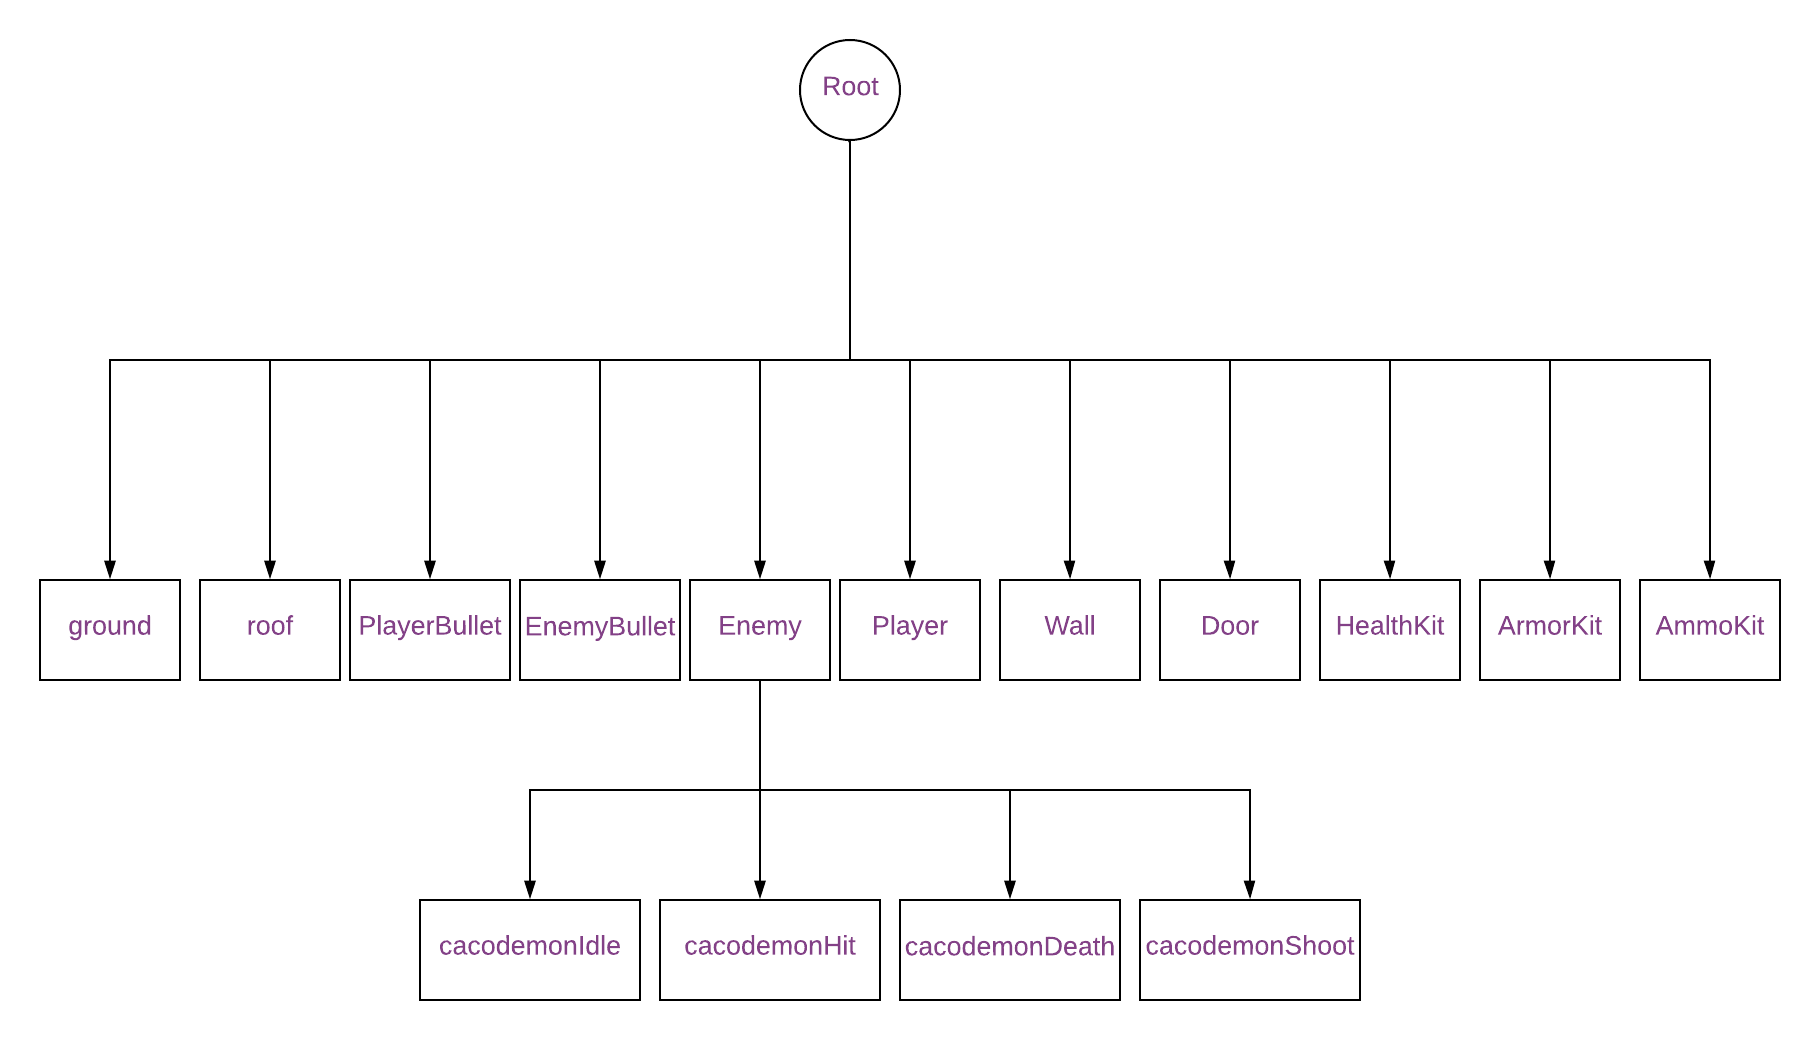 Root
ground
roof
PlayerBullet
EnemyBullet
Enemy
Player
Wall
Door
HealthKit
ArmorKit
AmmoKit
cacodemonIdle
cacodemonHit
cacodemonDeath
cacodemonShoot